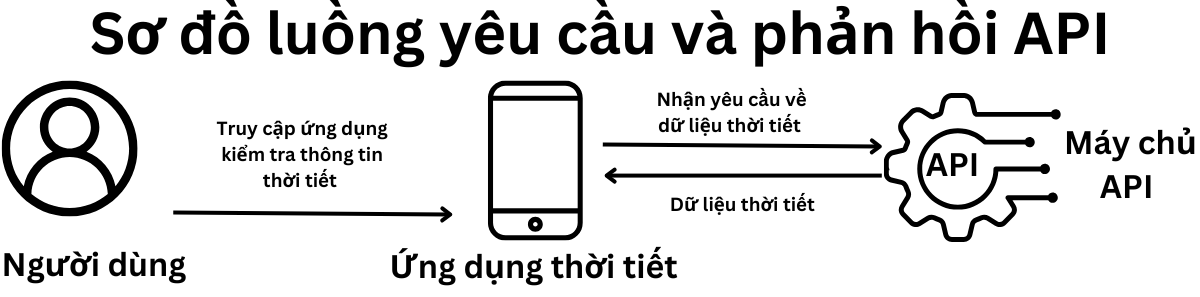 Sơ đồ luồng yêu cầu và phản hồi API
Truy cập ứng dụng
kiểm tra thông tin
thời tiết
Nhận yêu cầu về
dữ liệu thời tiết
Dữ liệu thời tiết
API
Máy chủ
API
Người dùng
Ứng dụng thời tiết